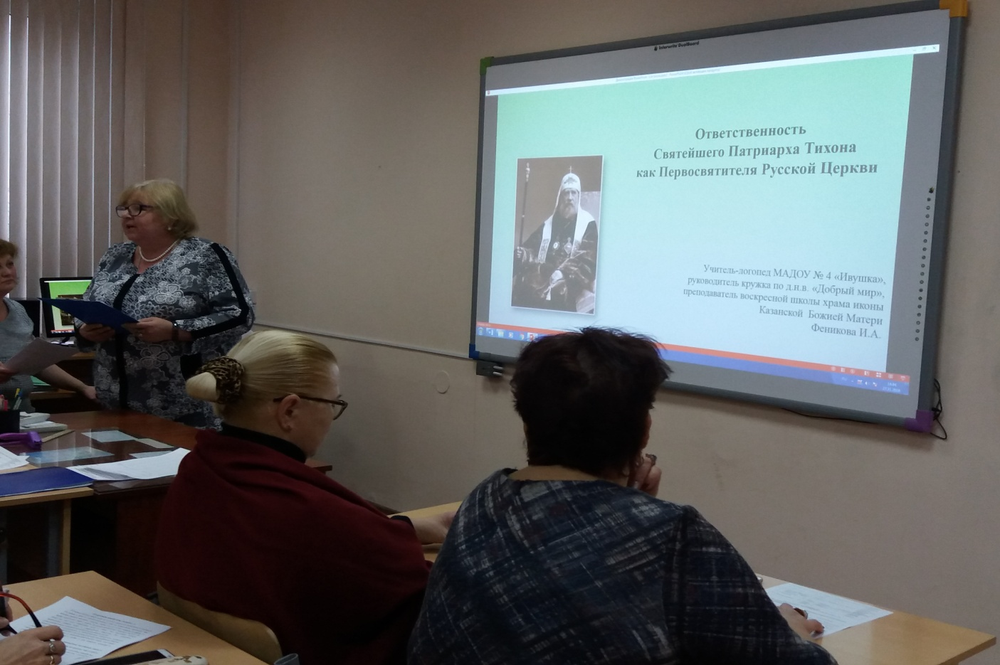 Interwrite DualBoard
Ответственность
Святейшего Патриарха Тихона
как Первосвятителя Русской Церкви
Учитель-логопед МАДОУ № 4 «Ивушка»,
руководитель кружка по д.н.в. «Добрый мир»,
преподаватель воскресной школы храма иконы
Казанской Божией Матери
Феникова И.А.